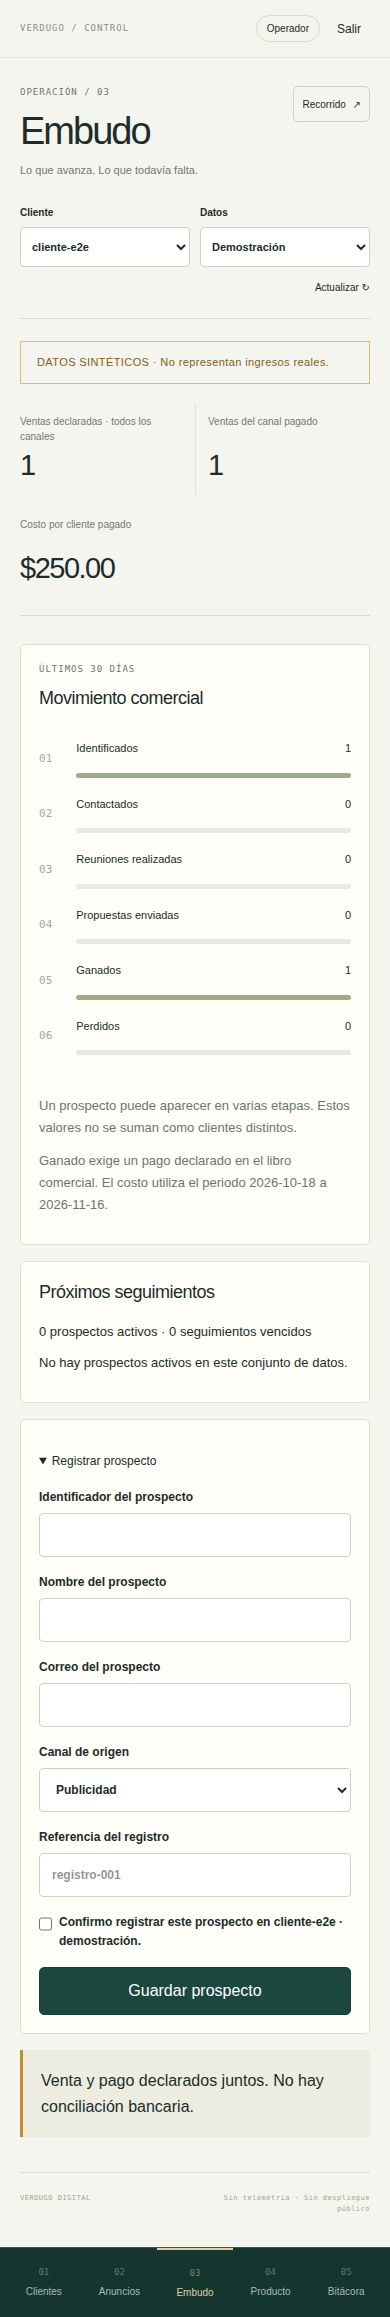 VERDUGO / CONTROL
Operador
Salir
OPERACIÓN / 03
Embudo
Recorrido ↗
Lo que avanza. Lo que todavía falta.
Cliente
Datos
cliente-e2e
Demostración
Actualizar ↻
DATOS SINTÉTICOS · No representan ingresos reales.
Ventas declaradas · todos los
canales
1
Ventas del canal pagado
1
Costo por cliente pagado
$250.00
ÚLTIMOS 30 DÍAS
Movimiento comercial
01 Identificados 1
02 Contactados 0
03 Reuniones realizadas 0
04 Propuestas enviadas 0
05 Ganados 1
06 Perdidos 0
Un prospecto puede aparecer en varias etapas. Estos
valores no se suman como clientes distintos.
Ganado exige un pago declarado en el libro
comercial. El costo utiliza el periodo 2026-10-18 a
2026-11-16.
Próximos seguimientos
0 prospectos activos · 0 seguimientos vencidos
No hay prospectos activos en este conjunto de datos.
▼ Registrar prospecto
Identificador del prospecto
Nombre del prospecto
Correo del prospecto
Canal de origen
Publicidad
Referencia del registro
registro-001
Confirmo registrar este prospecto en cliente-e2e ·
demostración.
Guardar prospecto
Venta y pago declarados juntos. No hay
conciliación bancaria.
VERDUGO DIGITAL
Sin telemetría · Sin despliegue
público
01 02 03 04 05
Clientes Anuncios Embudo Producto Bitácora